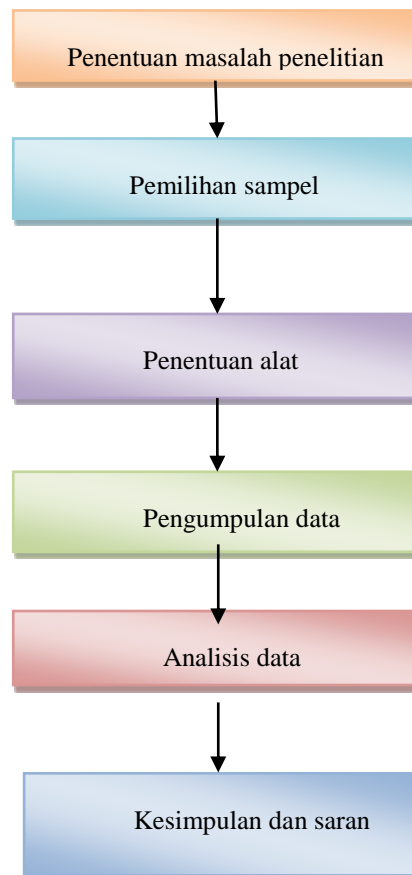 Penentuan masalah penelitian
Pemilihan sampel
Penentuan alat
Pengumpulan data
Analisis data
Kesimpulan dan saran